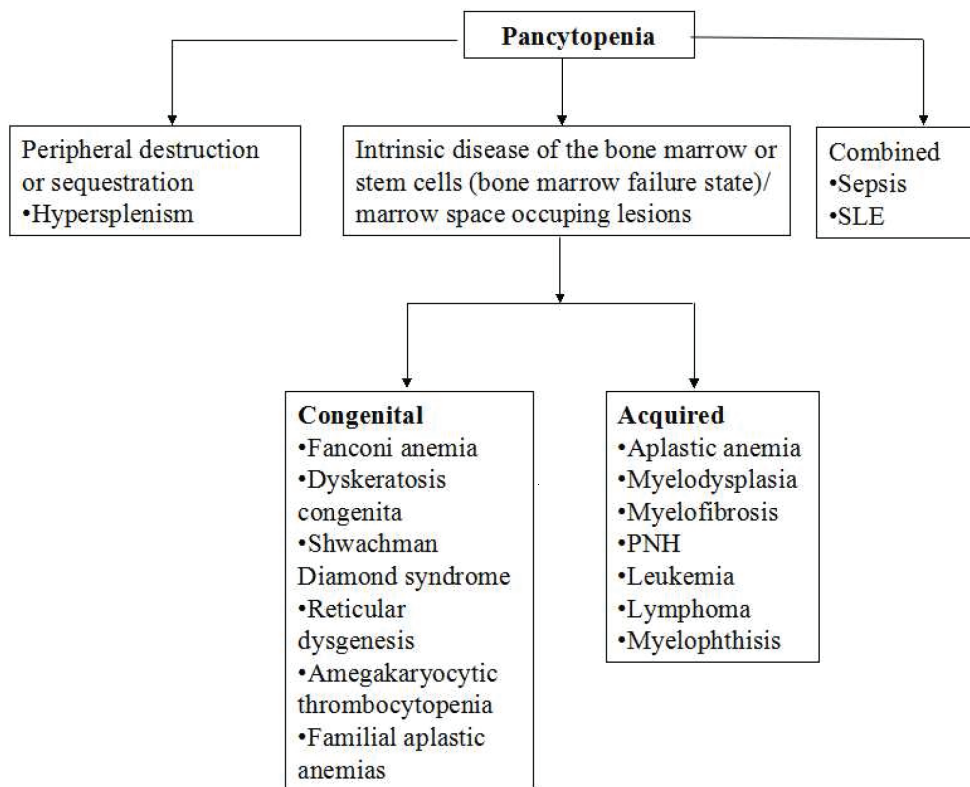 Pancytopenia
Peripheral destruction
or sequestration
•Hypersplenism
Intrinsic disease of the bone marrow or
stem cells (bone marrow failure state)/
marrow space occuping lesions
Combined
•Sepsis
•SLE
Congenital
•Fanconi anemia
•Dyskeratosis
congenita
•Shwachman
Diamond syndrome
•Reticular
dysgenesis
•Amegakaryocytic
thrombocytopenia
•Familial aplastic
anemias
Acquired
•Aplastic anemia
•Myelodysplasia
•Myelofibrosis
•PNH
•Leukemia
•Lymphoma
•Myelophthisis